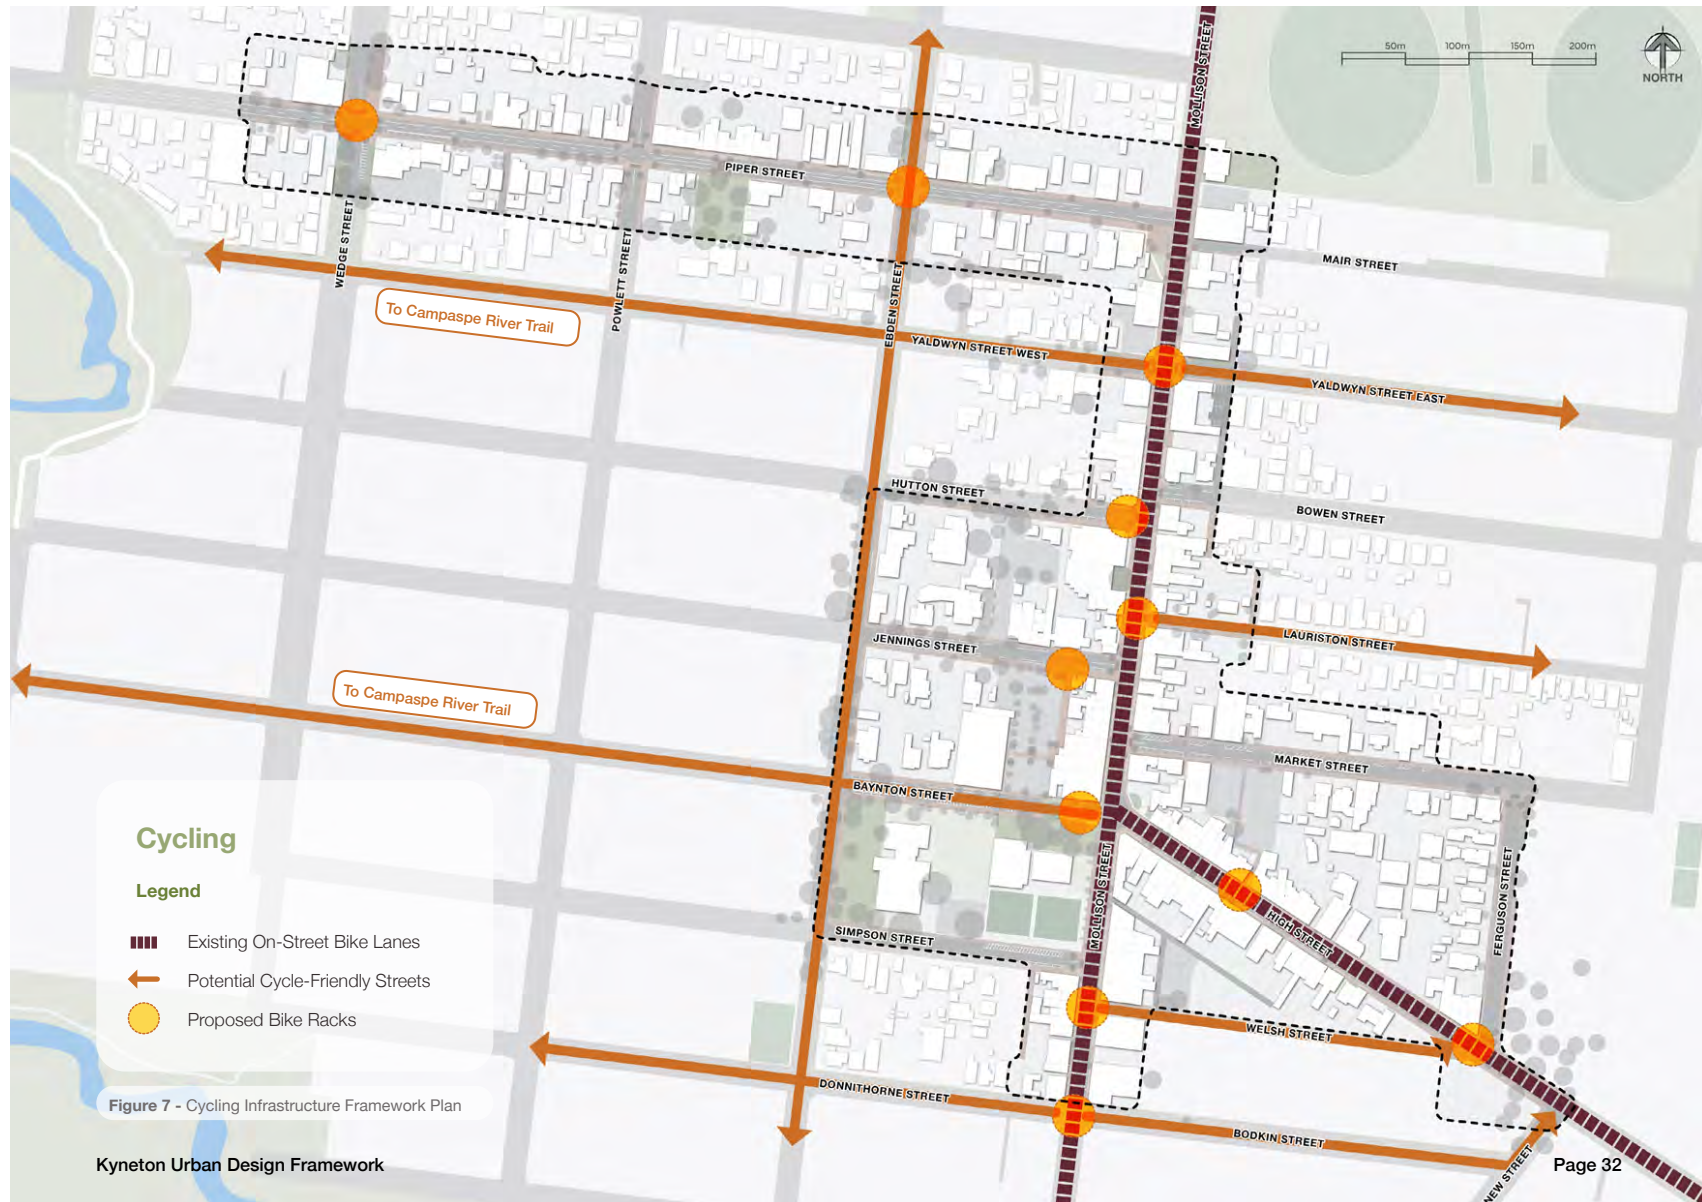 MOLLISON STREET
50m 100m 150m 200m
NORTH
PIPER STREET
WEDGE STREET
POWLETT STREET
EBDEN STREET
MAIR STREET
To Campaspe River Trail
YALDWYN STREET WEST
YALDWYN STREET EAST
HUTTON STREET
BOWEN STREET
JENNINGS STREET
LAURISTON STREET
To Campaspe River Trail
BAYNTON STREET
MARKET STREET
MOLLISON STREET
HIGH STREET
FERGUSON STREET
SIMPSON STREET
WELSH STREET
DONNITHORNE STREET
BODKIN STREET
NEW STREET
Cycling
Legend
Existing On-Street Bike Lanes
Potential Cycle-Friendly Streets
Proposed Bike Racks
Figure 7 - Cycling Infrastructure Framework Plan
Kyneton Urban Design Framework
Page 32